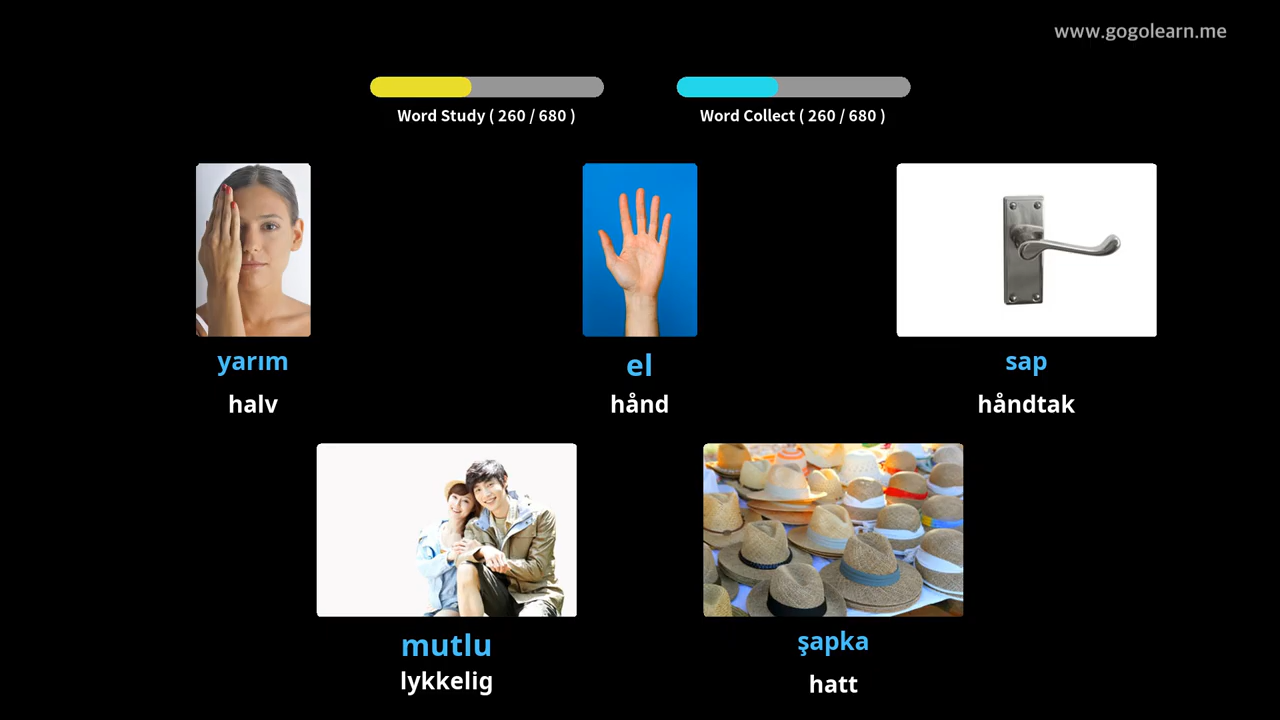 www.gogolearn.me
Word Study ( 260 / 680 )
Word Collect ( 260 / 680 )
yarım
halv
el
hånd
sap
håndtak
mutlu
lykkelig
şapka
hatt